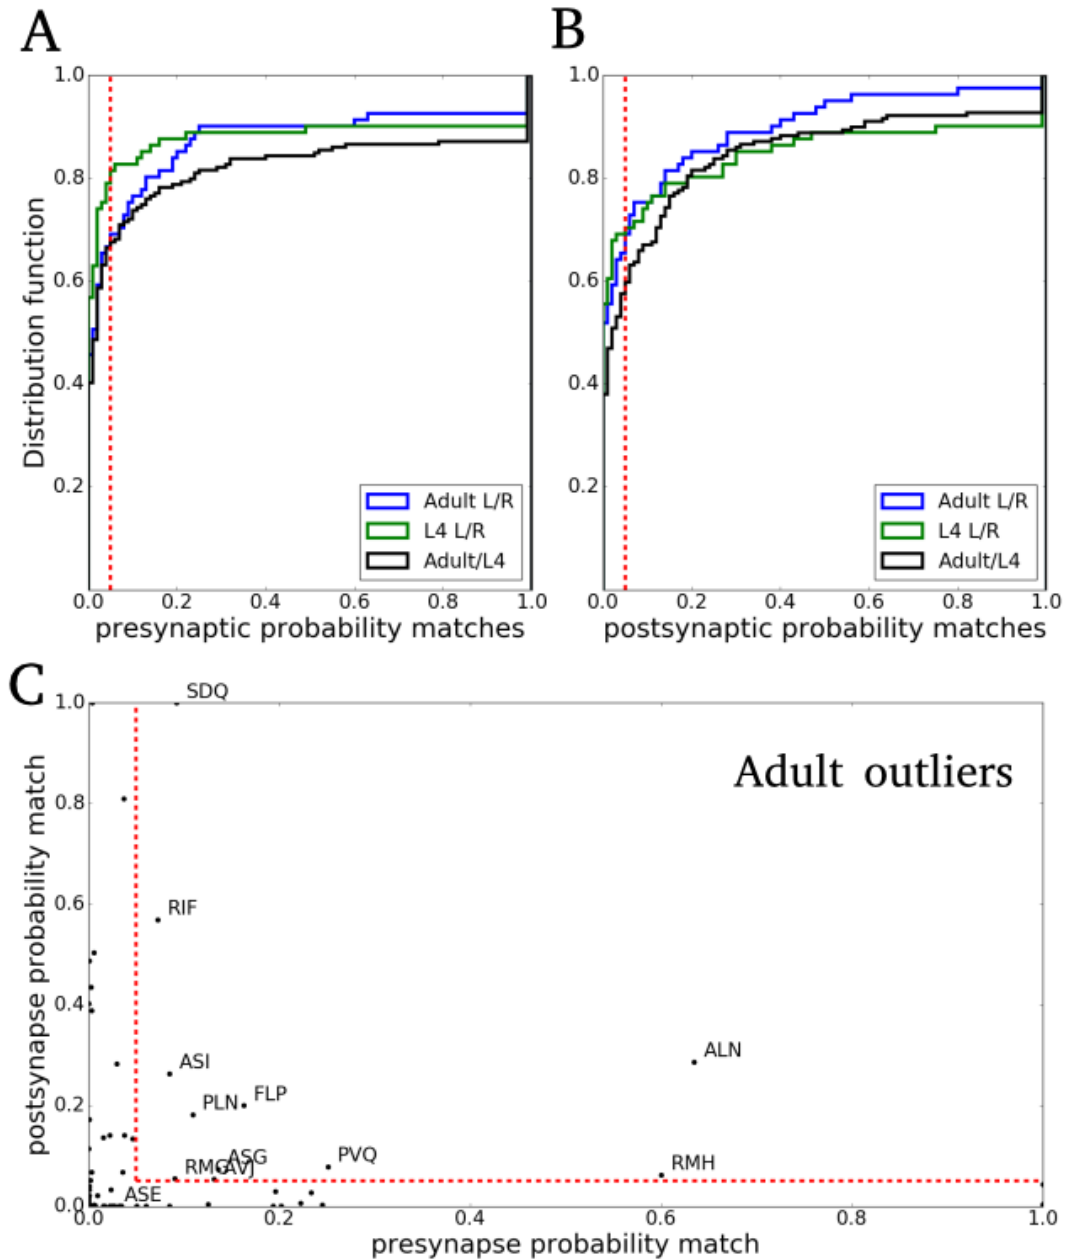 A
B
1.0
0.8
0.6
0.4
0.2
Distribution function
Adult L/R
L4 L/R
Adult/L4
0.0 0.2 0.4 0.6 0.8 1.0
presynaptic probability matches
1.0
0.8
0.6
0.4
0.2
Adult L/R
L4 L/R
Adult/L4
0.0 0.2 0.4 0.6 0.8 1.0
postsynaptic probability matches
C
Adult outliers
1.0
0.8
0.6
0.4
0.2
0.0
postsynapse probability match
SDQ
RIF
ASI
ALN
PLN
FLP
ASG
PVQ
RMG
AVJ
RMH
ASE
0.0 0.2 0.4 0.6 0.8 1.0
presynapse probability match